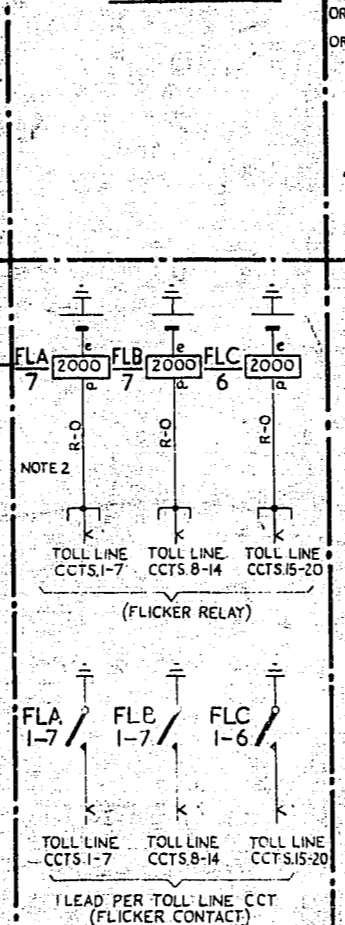 OR
OR
e e e
FLA 2000 FLB 2000 FLC 2000
7 a 7 a 6 a
R-O R-O R-O
NOTE 2
TOLL LINE TOLL LINE TOLL LINE
CCTS.1-7 CCTS.8-14 CCTS.15-20
(FLICKER RELAY)
FLA FLB FLC
1-7 1-7 1-6
TOLL LINE TOLL LINE TOLL LINE
CCTS.1-7 CCTS.8-14 CCTS.15-20
1 LEAD PER TOLL LINE CCT
(FLICKER CONTACT)